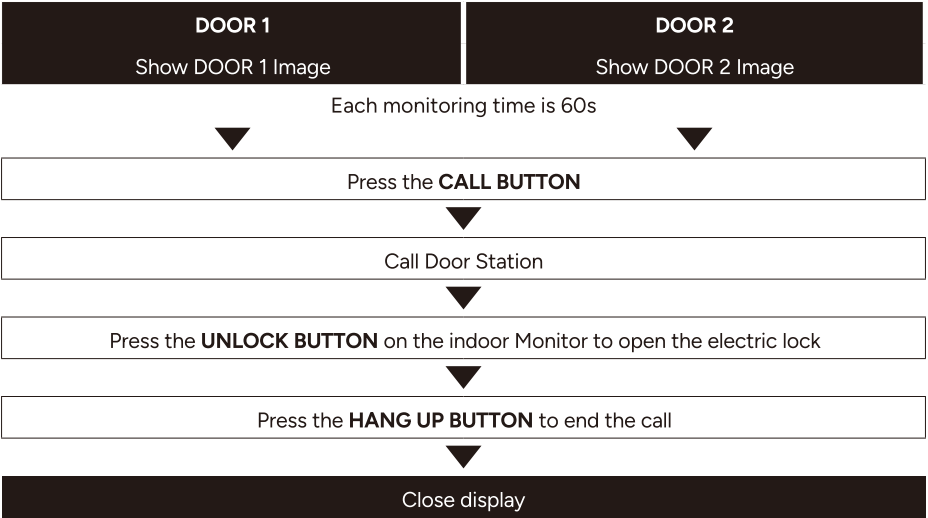 DOOR 1
Show DOOR 1 Image
DOOR 2
Show DOOR 2 Image
Each monitoring time is 60s
Press the CALL BUTTON
Call Door Station
Press the UNLOCK BUTTON on the indoor Monitor to open the electric lock
Press the HANG UP BUTTON to end the call
Close display